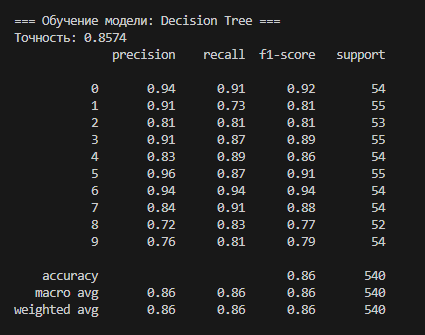 === Обучение модели: Decision Tree ===
Точность: 0.8574
precision recall f1-score support
0 0.94 0.91 0.92 54
1 0.91 0.73 0.81 55
2 0.81 0.81 0.81 53
3 0.91 0.87 0.89 55
4 0.83 0.89 0.86 54
5 0.96 0.87 0.91 55
6 0.94 0.94 0.94 54
7 0.84 0.91 0.88 54
8 0.72 0.83 0.77 52
9 0.76 0.81 0.79 54
accuracy 0.86 540
macro avg 0.86 0.86 0.86 540
weighted avg 0.86 0.86 0.86 540